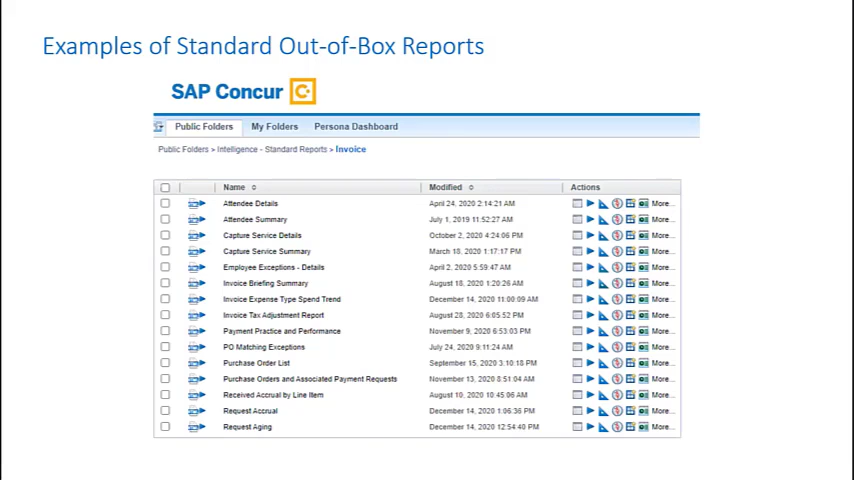 Examples of Standard Out-of-Box Reports
SAP Concur
Public Folders My Folders Persona Dashboard
Public Folders > Intelligence - Standard Reports > Invoice
Name Modified Actions
Attendee Details April 24, 2020 2:14:21 AM More...
Attendee Summary July 1, 2019 11:52:27 AM More...
Capture Service Details October 2, 2020 4:24:06 PM More...
Capture Service Summary March 18, 2020 1:17:17 PM More...
Employee Exceptions - Details April 2, 2020 5:59:47 AM More...
Invoice Briefing Summary August 18, 2020 1:20:26 AM More...
Invoice Expense Type Spend Trend December 14, 2020 11:00:09 AM More...
Invoice Tax Adjustment Report August 28, 2020 6:05:52 PM More...
Payment Practice and Performance November 9, 2020 6:53:03 PM More...
PO Matching Exceptions July 24, 2020 9:11:24 AM More...
Purchase Order List September 15, 2020 3:10:18 PM More...
Purchase Orders and Associated Payment Requests November 13, 2020 8:51:04 AM More...
Received Accrual by Line Item August 10, 2020 10:45:06 AM More...
Request Accrual December 14, 2020 1:06:36 PM More...
Request Aging December 14, 2020 12:54:40 PM More...